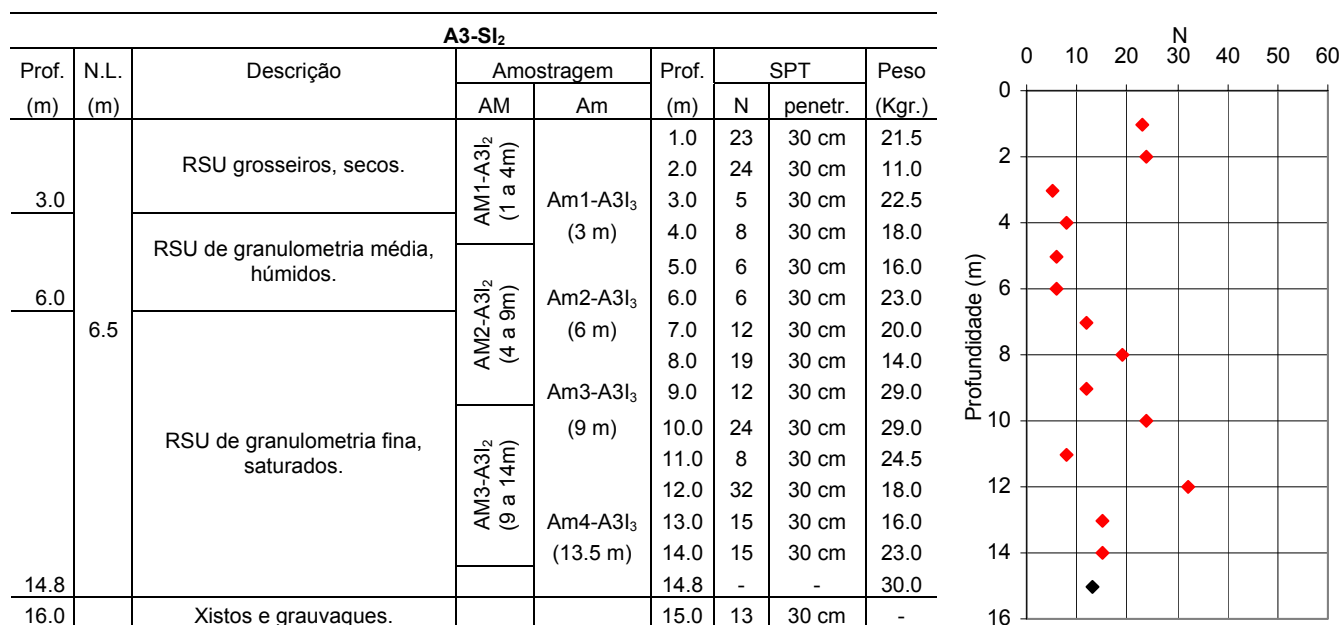 A3-SI₂
Prof. N.L. Descrição Amostragem Prof. SPT Peso
(m) (m) AM Am (m) N penetr. (Kgr.)
1.0 23 30 cm 21.5
RSU grosseiros, secos. 2.0 24 30 cm 11.0
AM1-A3I₂
(1 a 4m)
3.0 Am1-A3I₃ 3.0 5 30 cm 22.5
(3 m) 4.0 8 30 cm 18.0
RSU de granulometria média,
húmidos.
5.0 6 30 cm 16.0
6.0 Am2-A3I₃ 6.0 6 30 cm 23.0
AM2-A3I₂
(4 a 9m)
6.5 (6 m) 7.0 12 30 cm 20.0
8.0 19 30 cm 14.0
Am3-A3I₃ 9.0 12 30 cm 29.0
(9 m) 10.0 24 30 cm 29.0
RSU de granulometria fina,
saturados.
11.0 8 30 cm 24.5
AM3-A3I₂
(9 a 14m)
12.0 32 30 cm 18.0
Am4-A3I₃ 13.0 15 30 cm 16.0
(13.5 m) 14.0 15 30 cm 23.0
14.8 14.8 - - 30.0
16.0 Xistos e grauvaques. 15.0 13 30 cm -
N
0 10 20 30 40 50 60
0
2
4
6
8
10
12
14
16
Profundidade (m)